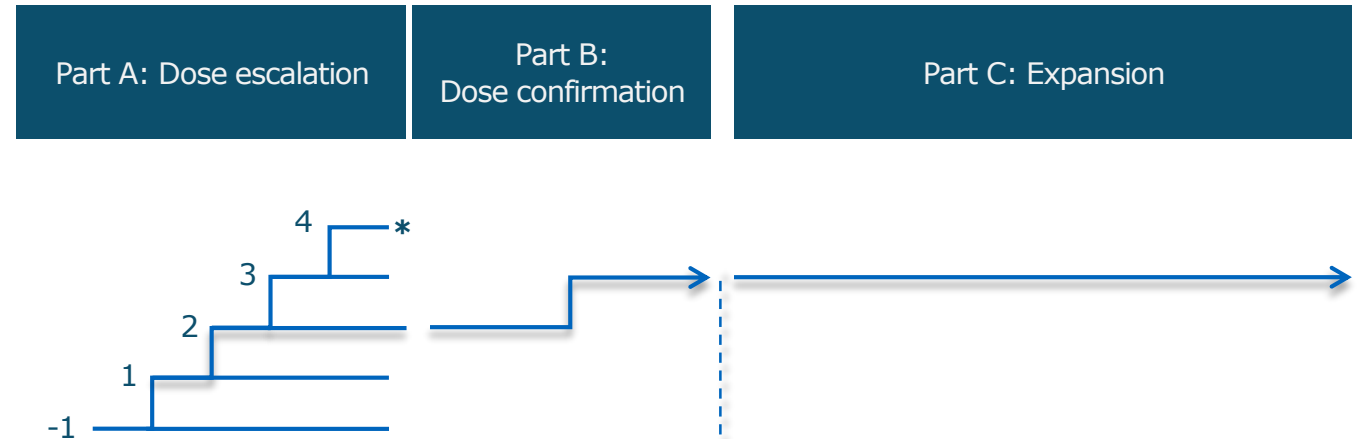 Part A: Dose escalation
Part B:
Dose confirmation
Part C: Expansion
4
*
3
2
1
-1